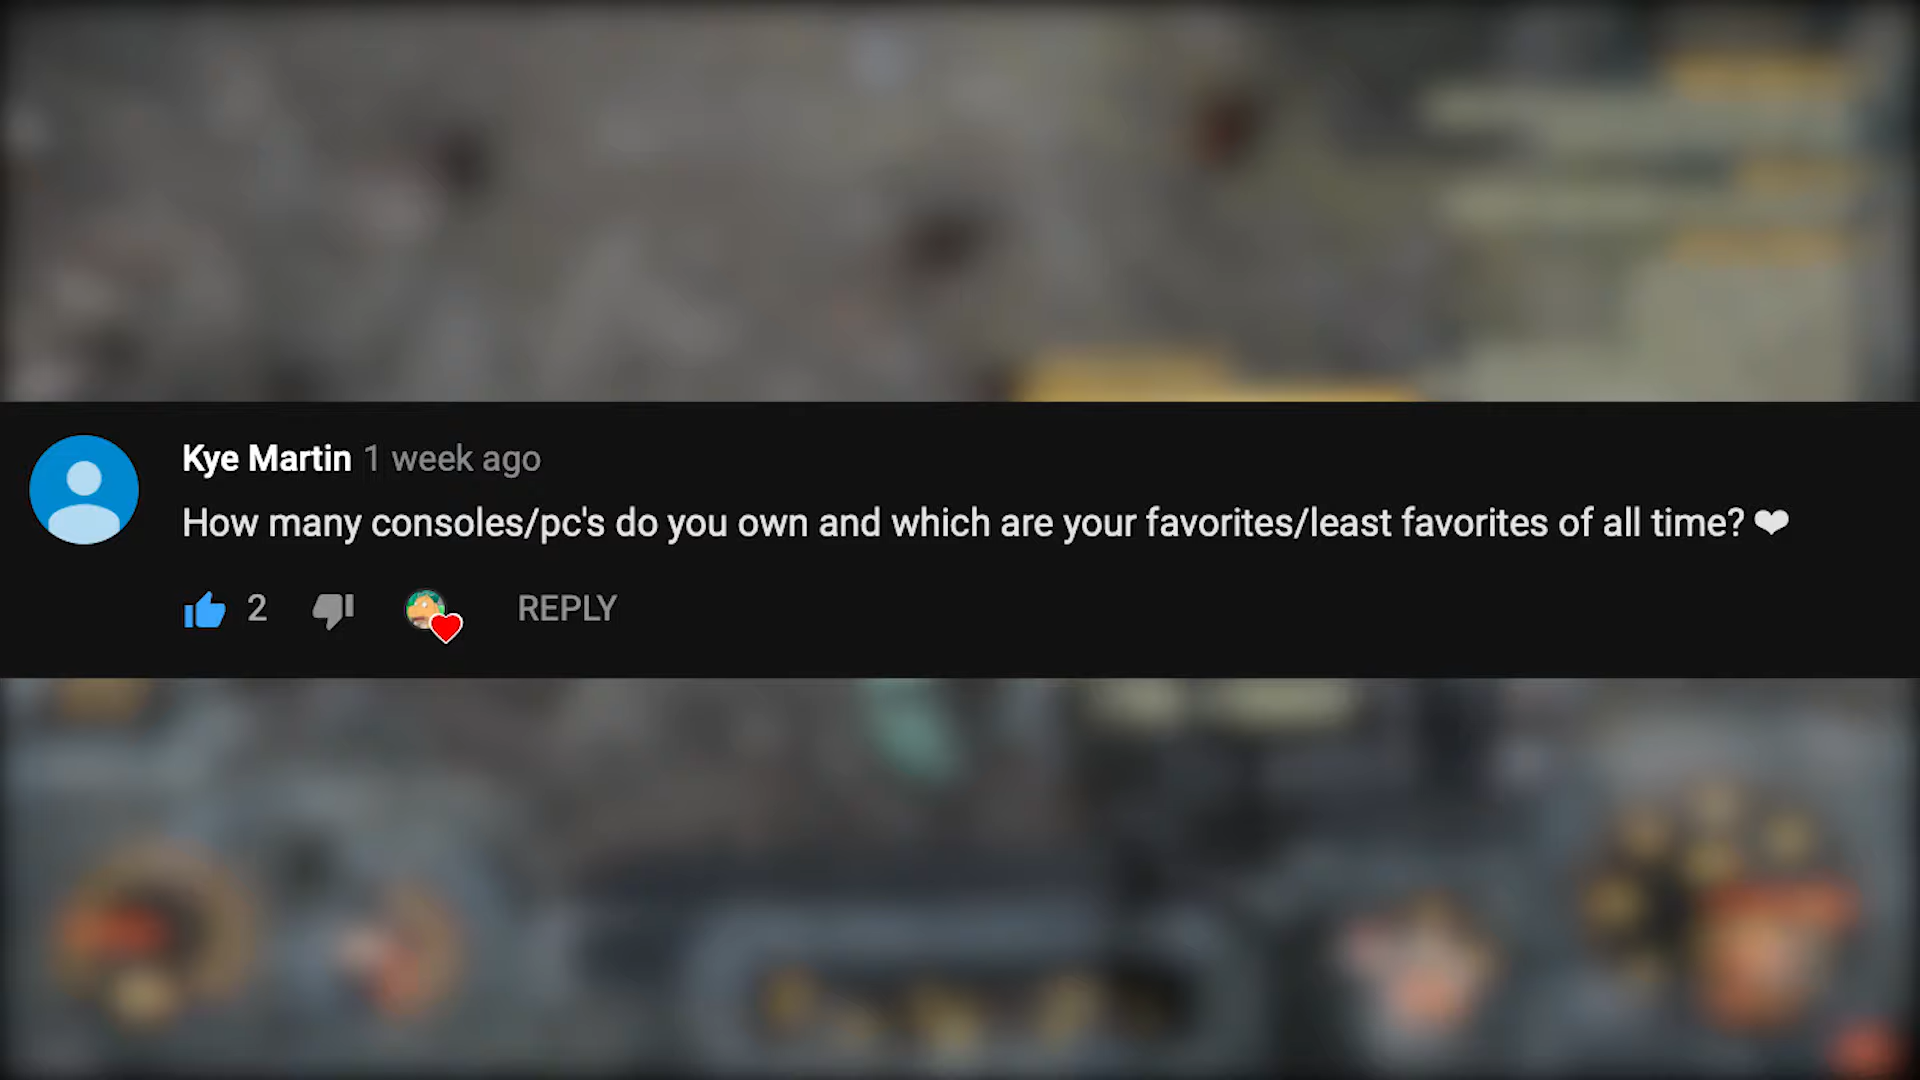 Kye Martin 1 week ago
How many consoles/pc's do you own and which are your favorites/least favorites of all time? ❤
2 REPLY